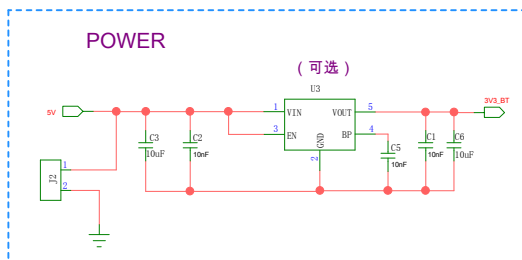 POWER
(可选)
U3
5V
1
VIN
VOUT
5
3V3_BT
3
EN
BP
4
GND
2
C3
10uF
C2
10nF
C5
10nF
C1
10nF
C6
10uF
J2
1
2